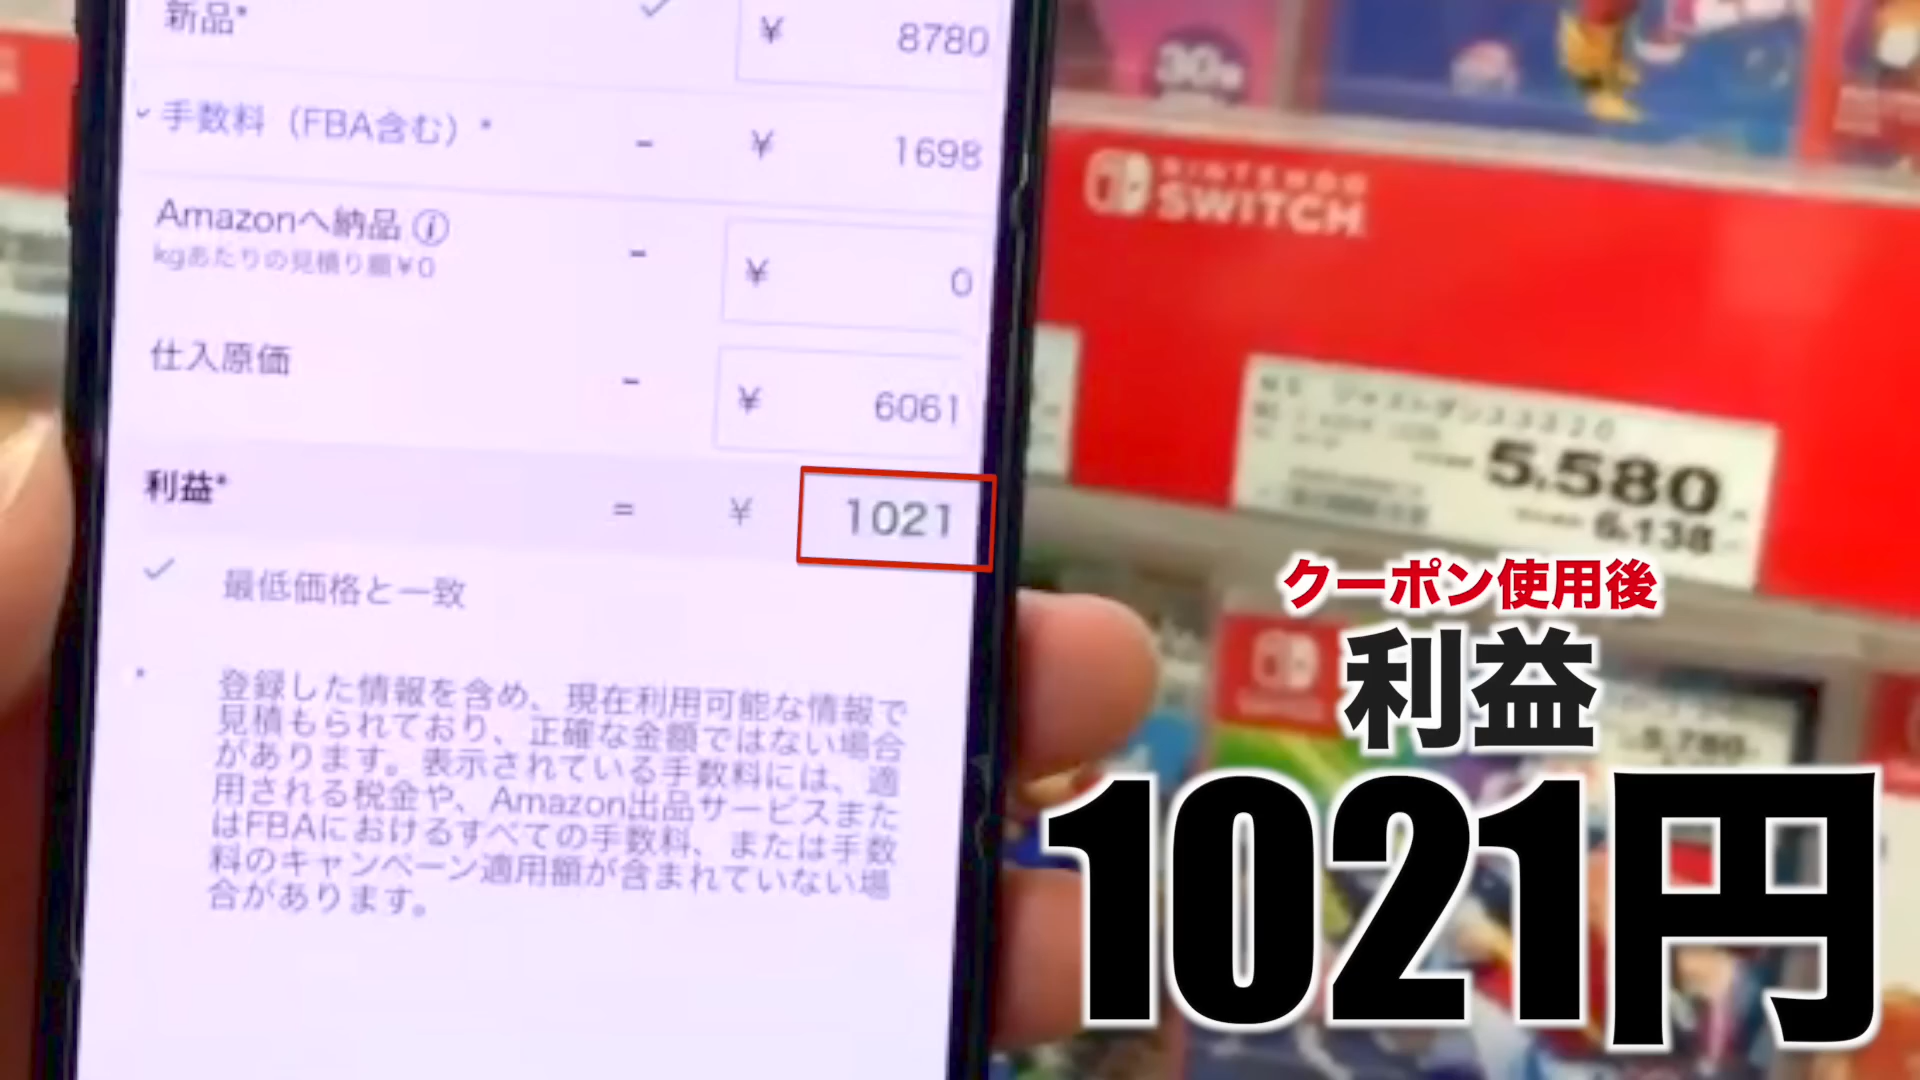 新品*
¥ 8780
手数料（FBA含む）*
- ¥ 1698
Amazonへ納品 ⓘ
kgあたりの見積り額¥0
- ¥ 0
仕入原価
- ¥ 6061
利益*
= ¥ 1021
最低価格と一致
登録した情報を含め、現在利用可能な情報で
見積もられており、正確な金額ではない場合
があります。表示されている手数料には、適
用される税金や、Amazon出品サービスまた
はFBAにおけるすべての手数料、または手数
料のキャンペーン適用額が含まれていない場
合があります。
NINTENDO
SWITCH
5,580
6,138
クーポン使用後
利益
1021円